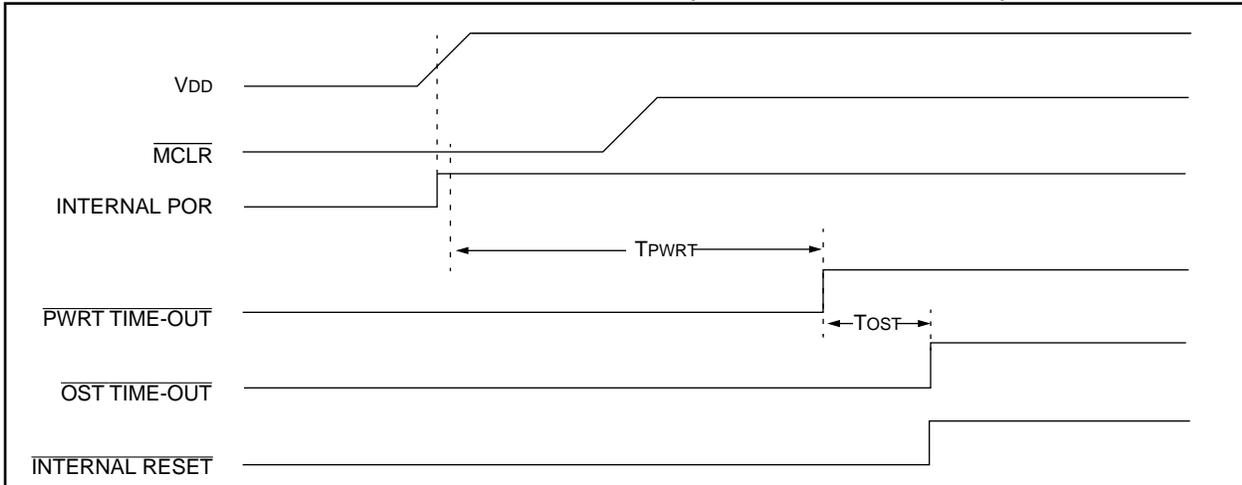 VDD
MCLR
INTERNAL POR
TPWRT
PWRT TIME-OUT
TOST
OST TIME-OUT
INTERNAL RESET